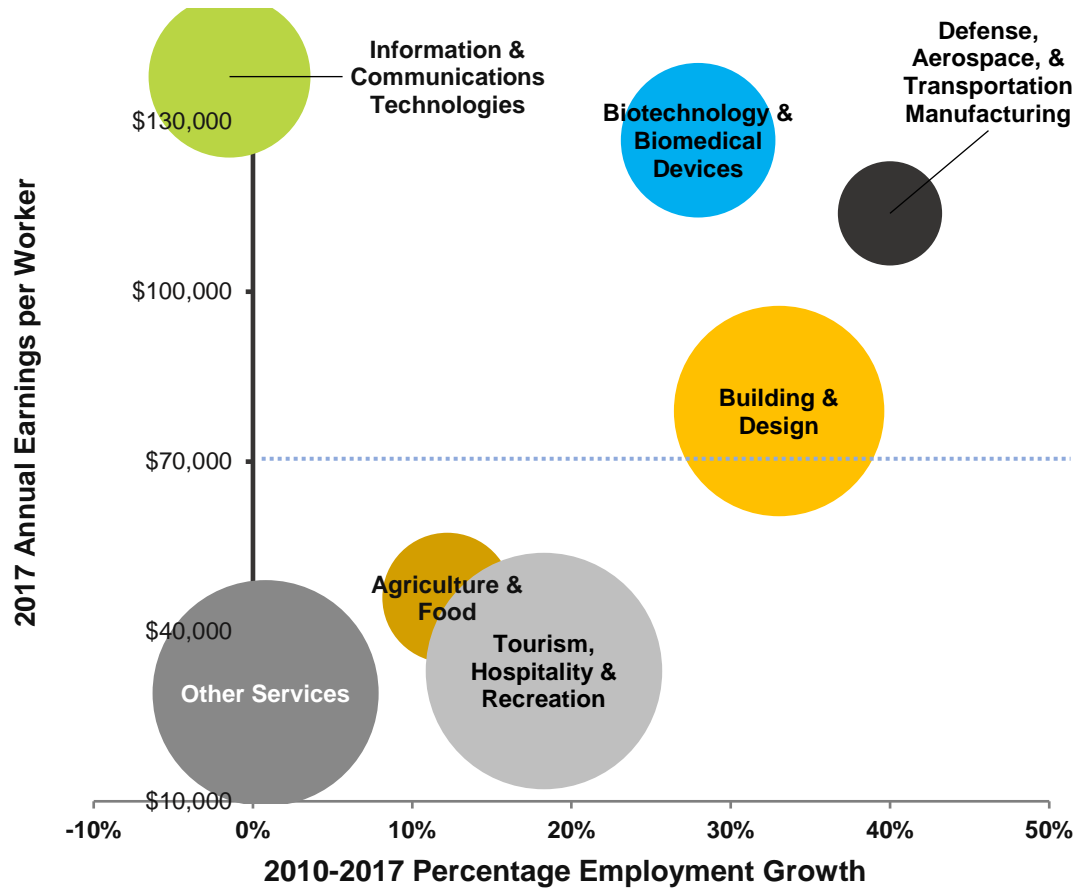 Information &
Communications
Technologies
Defense,
Aerospace, &
Transportation
Manufacturing
Biotechnology &
Biomedical
Devices
Building &
Design
Agriculture &
Food
Tourism,
Hospitality &
Recreation
Other Services
2017 Annual Earnings per Worker
$130,000
$100,000
$70,000
$40,000
$10,000
-10% 0% 10% 20% 30% 40% 50%
2010-2017 Percentage Employment Growth